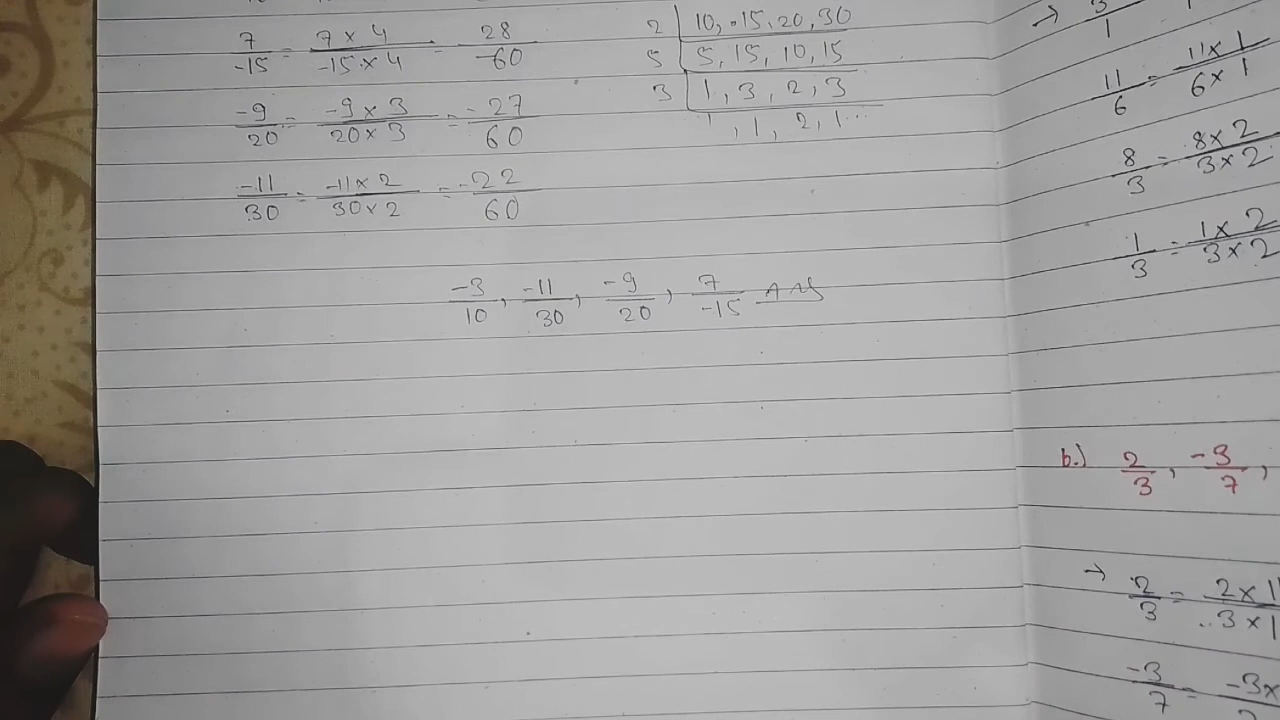 7/-15 = 7 x 4/-15 x 4 = 28/-60
-9/20 = -9 x 3/20 x 3 = -27/60
-11/30 = -11 x 2/30 x 2 = -22/60
2 | 10, -15, 20, 30
5 | 5, 15, 10, 15
3 | 1, 3, 2, 3
1, 1, 2, 1
-3/10, -11/30, -9/20, 7/-15 Ans
→ 3/1
11/6 = 11 x 1/6 x 1
8/3 = 8 x 2/3 x 2
1/3 = 1 x 2/3 x 2
b.) 2/3, -3/7,
→ 2/3 = 2 x 1/3 x 1
-3/7 = -3 x